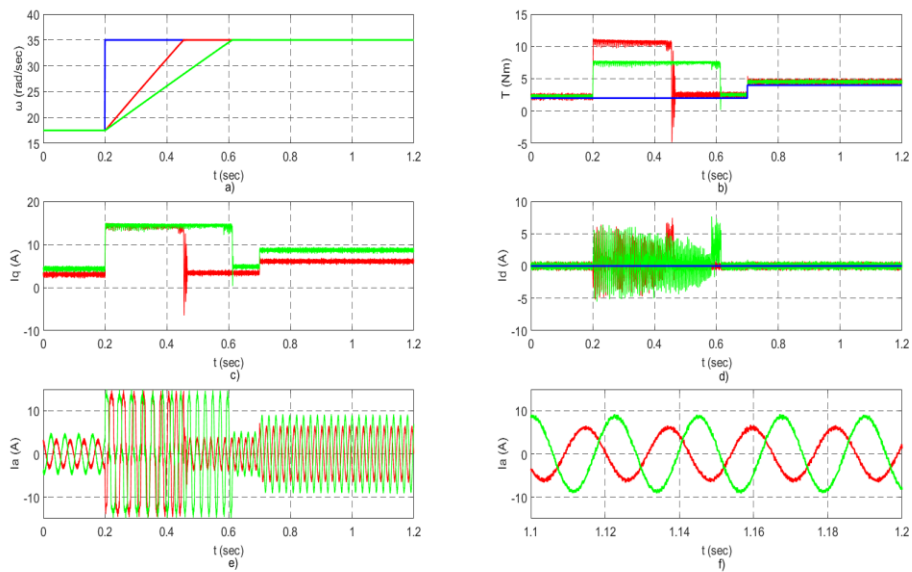 40
35
30
25
20
15
ω (rad/sec)
0 0.2 0.4 0.6 0.8 1 1.2
t (sec)
a)
15
10
5
0
-5
T (Nm)
0 0.2 0.4 0.6 0.8 1 1.2
t (sec)
b)
20
10
0
-10
Iq (A)
0 0.2 0.4 0.6 0.8 1 1.2
t (sec)
c)
10
5
0
-5
-10
Id (A)
0 0.2 0.4 0.6 0.8 1 1.2
t (sec)
d)
10
0
-10
Ia (A)
0 0.2 0.4 0.6 0.8 1 1.2
t (sec)
e)
10
0
-10
Ia (A)
1.1 1.12 1.14 1.16 1.18 1.2
t (sec)
f)